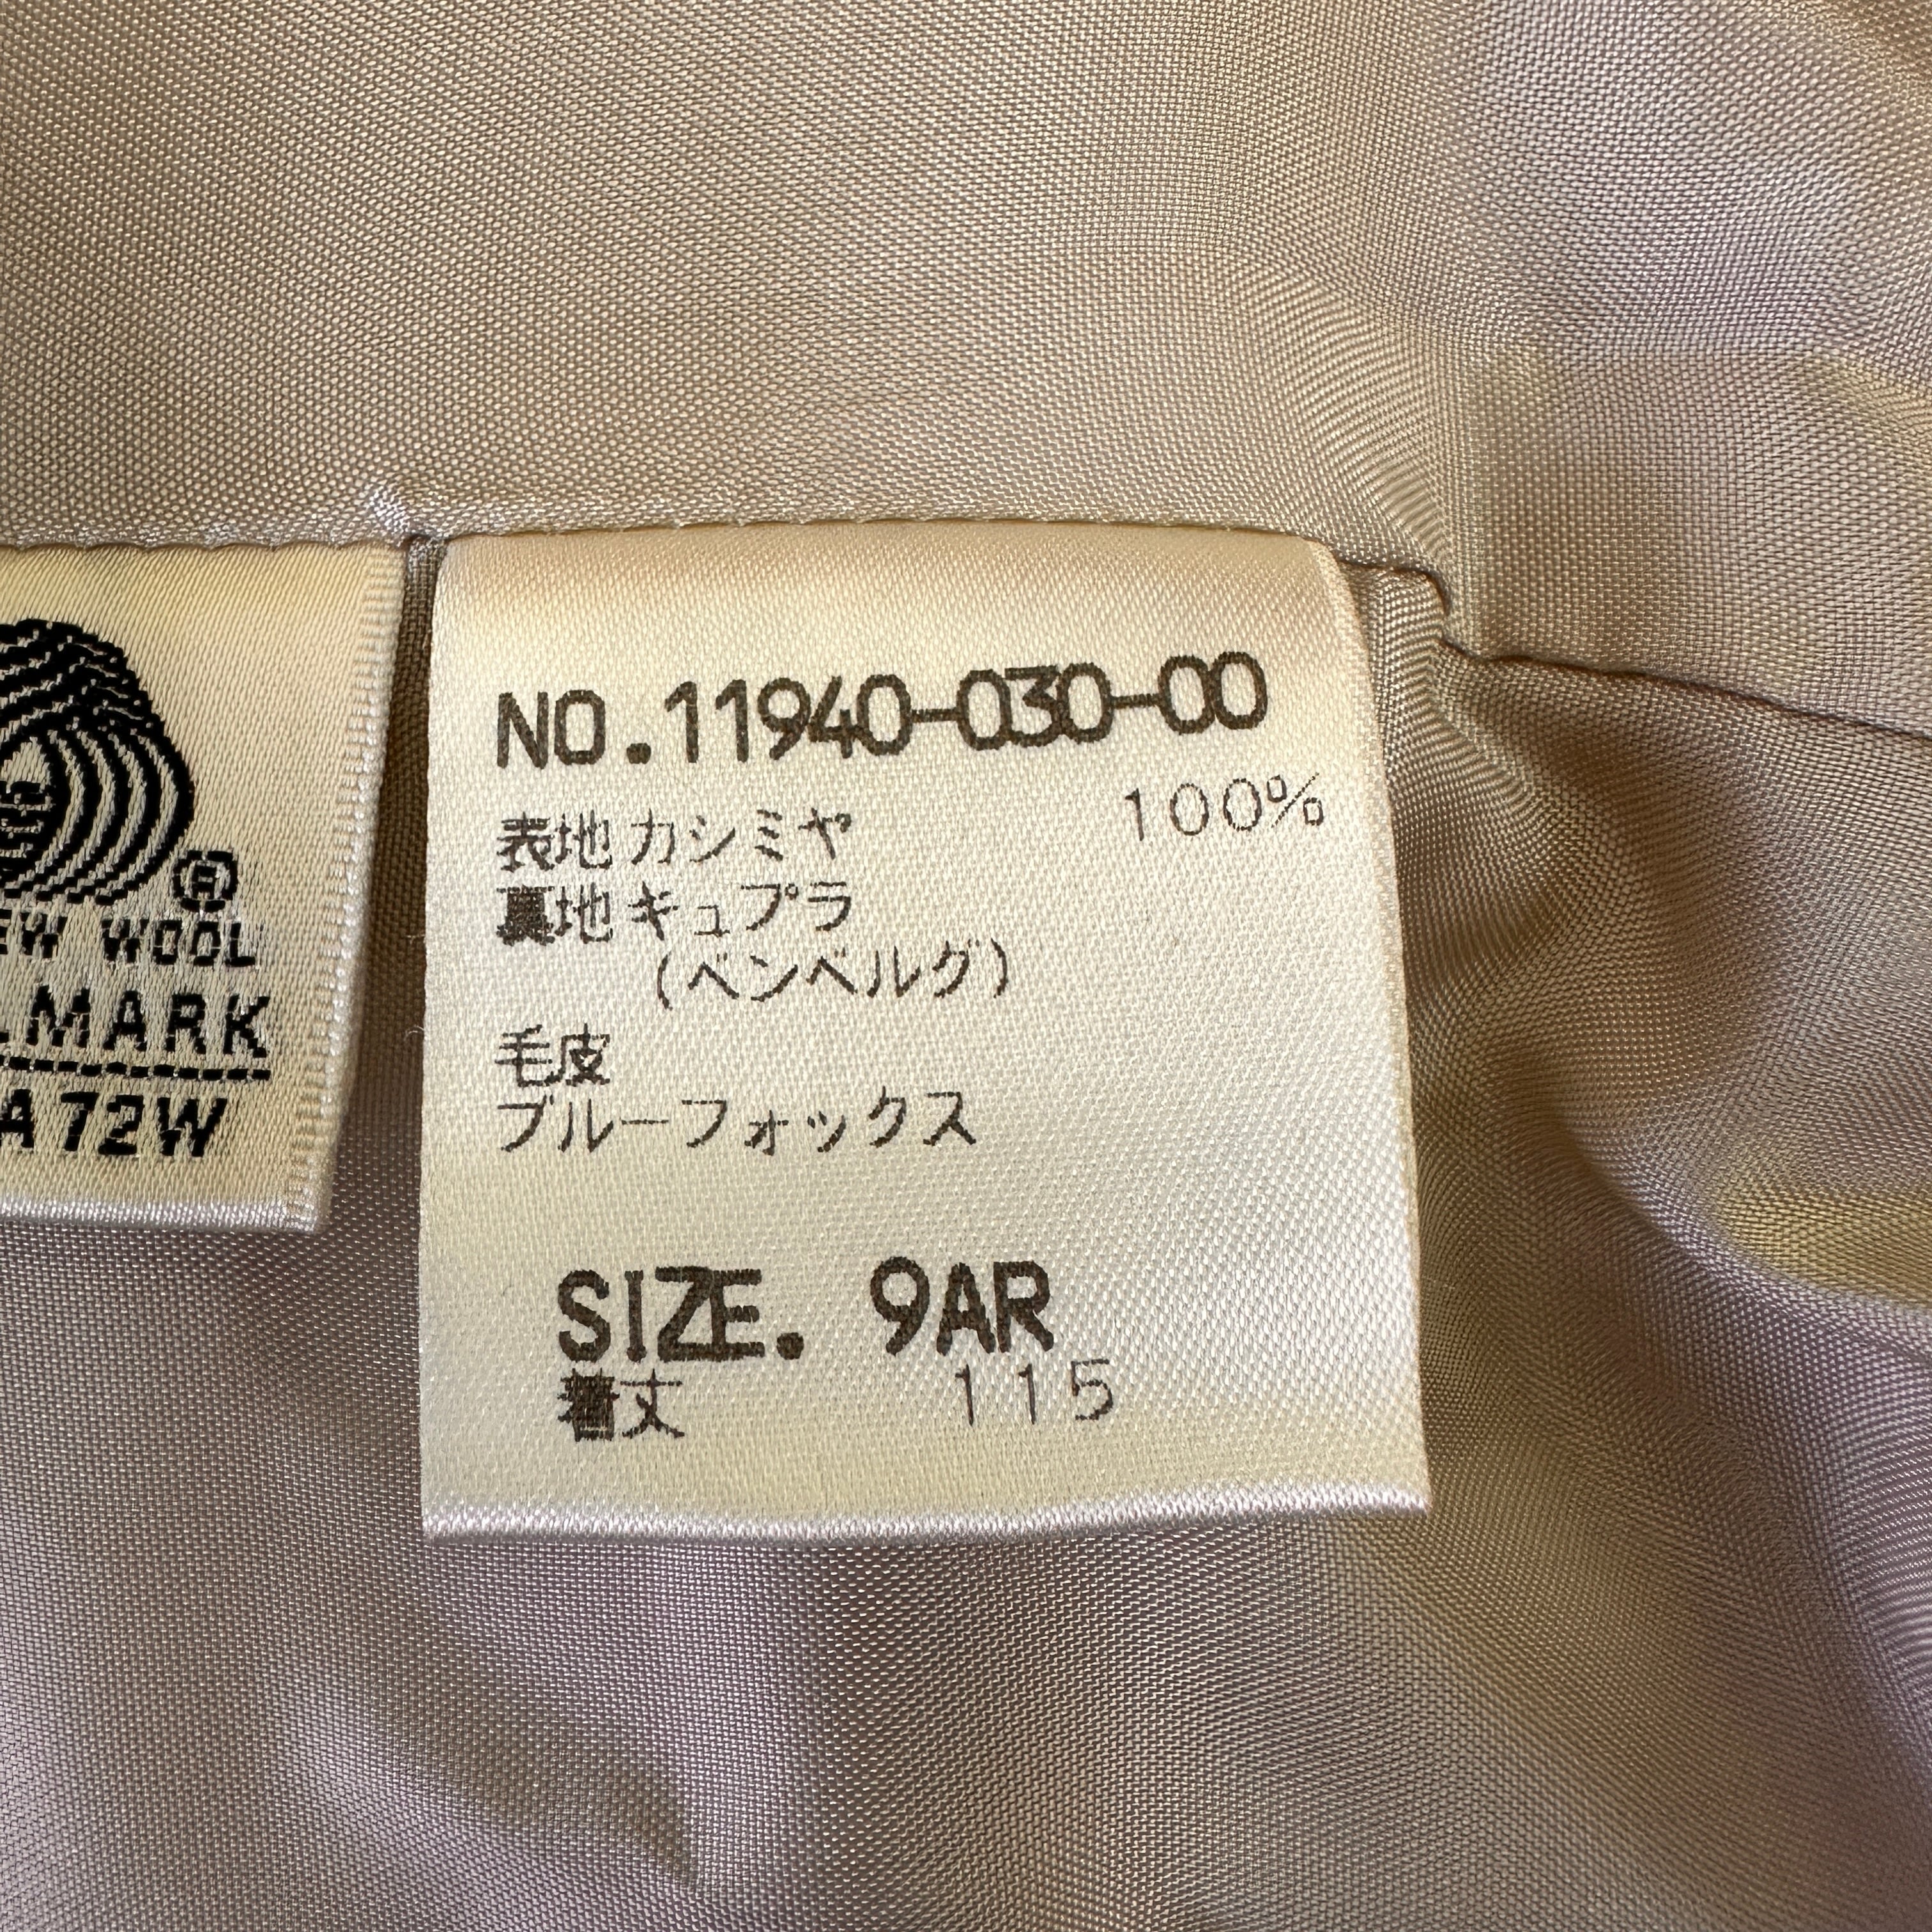 ®
EW WOOL
LMARK
A72W
NO.11940-030-00
表地カシミヤ 100%
裏地キュプラ
(ベンベルグ)
毛皮
ブルーフォックス
SIZE. 9AR
着丈 115